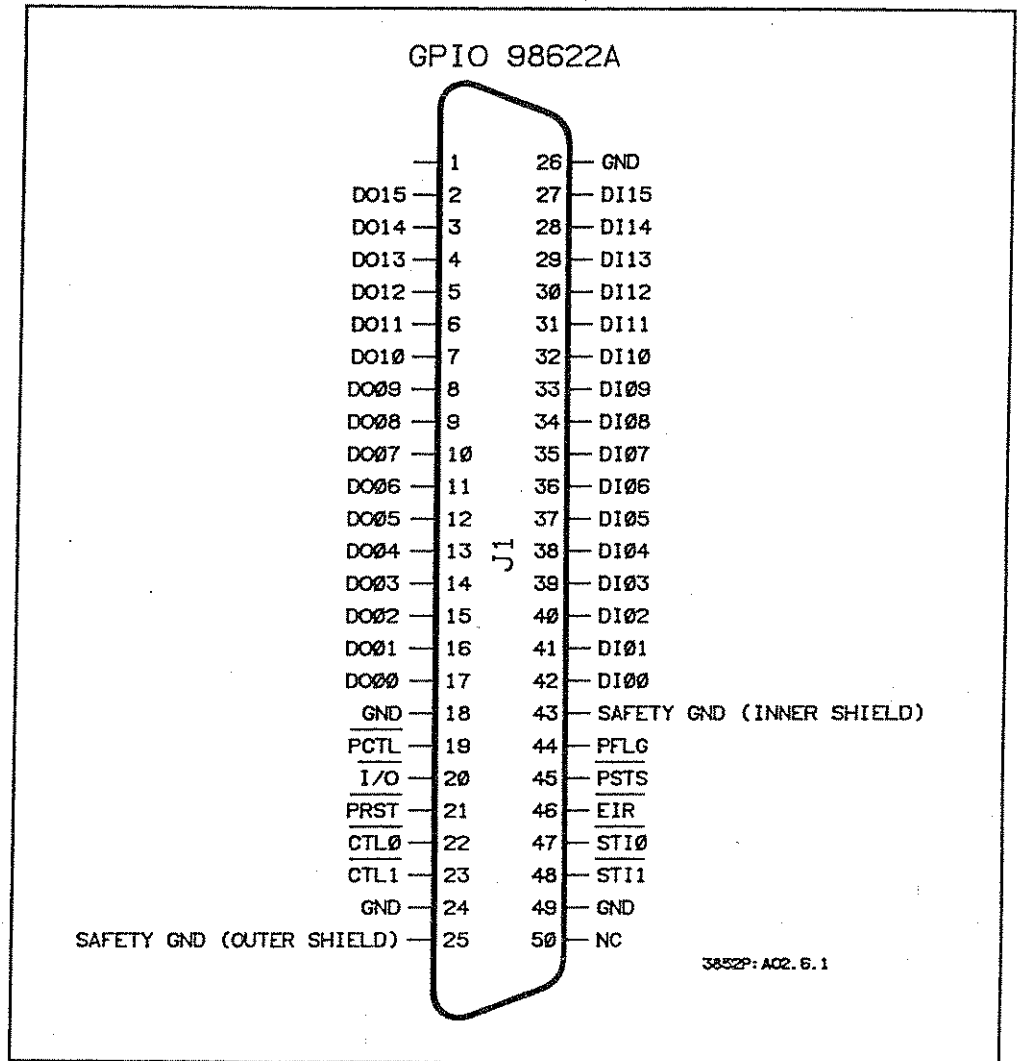 GPIO 98622A
1 26 GND
DO15 2 27 DI15
DO14 3 28 DI14
DO13 4 29 DI13
DO12 5 30 DI12
DO11 6 31 DI11
DO10 7 32 DI10
DO09 8 33 DI09
DO08 9 34 DI08
DO07 10 35 DI07
DO06 11 36 DI06
DO05 12 37 DI05
DO04 13 38 DI04
J1
DO03 14 39 DI03
DO02 15 40 DI02
DO01 16 41 DI01
DO00 17 42 DI00
GND 18 43 SAFETY GND (INNER SHIELD)
PCTL 19 44 PFLG
I/O 20 45 PSTS
PRST 21 46 EIR
CTL0 22 47 STI0
CTL1 23 48 STI1
GND 24 49 GND
SAFETY GND (OUTER SHIELD) 25 50 NC
3852P:A02.6.1